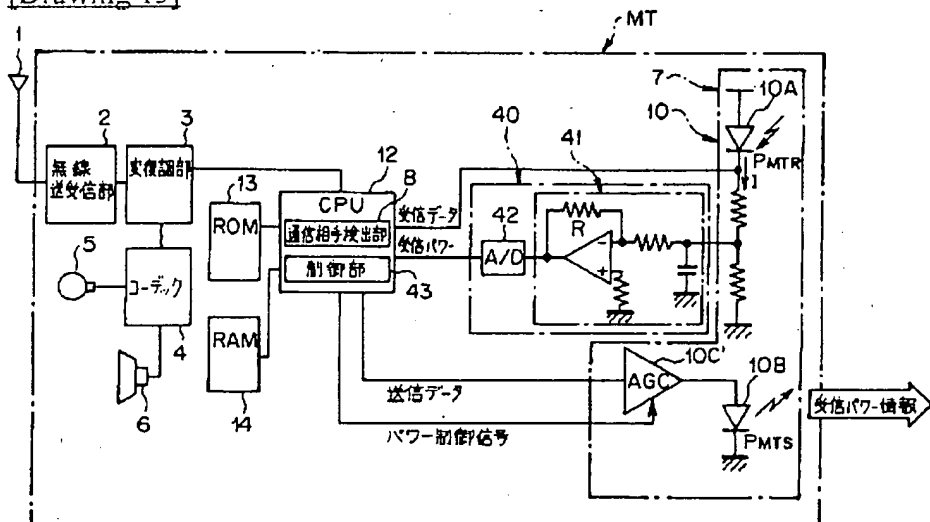 [Drawing 15]
MT
1
7
10A
10
2
3
40
PMTR
無線
送受信部
変復調部
12
41
I
13
CPU
8
受信データ
42
R
ROM
通信相手検出部
受信パワー
A/D
-
+
5
制御部
43
コーデック
RAM
4
10C
10B
AGC
送信データ
受信パワー情報
6
14
パワー制御信号
PMTS